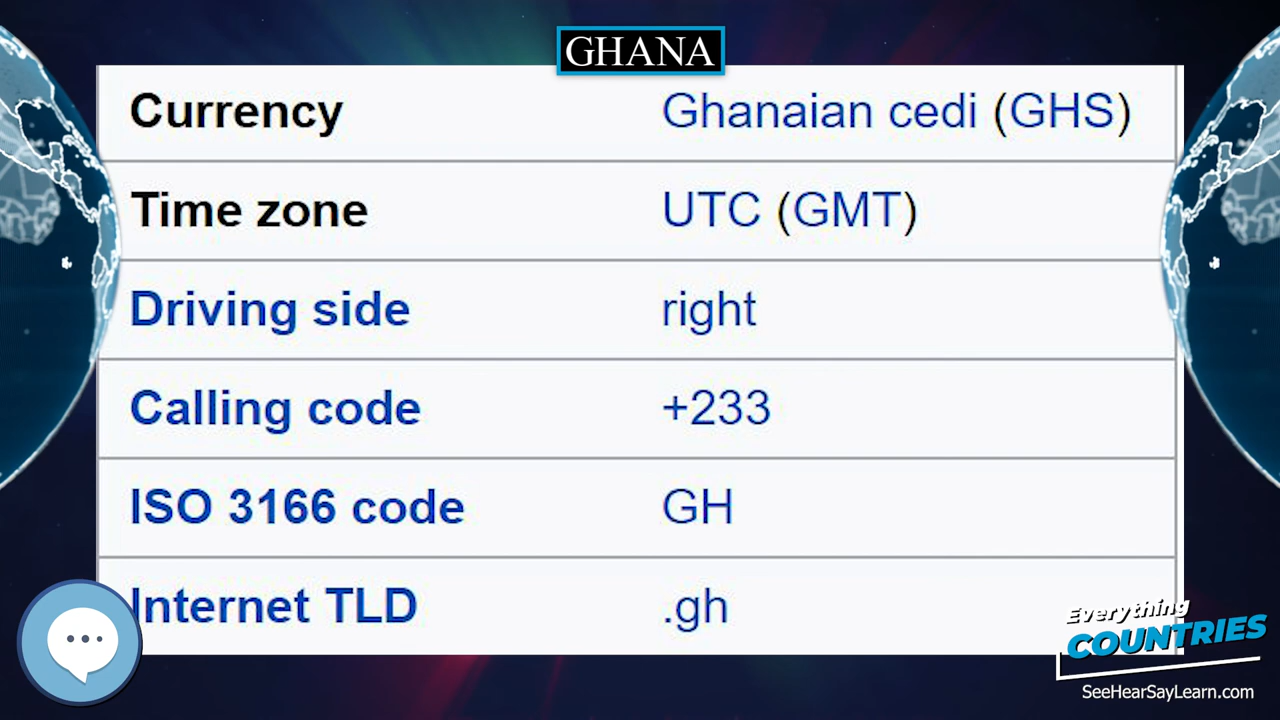 GHANA
Currency Ghanaian cedi (GHS)
Time zone UTC (GMT)
Driving side right
Calling code +233
ISO 3166 code GH
Internet TLD .gh
Everything
COUNTRIES
SeeHearSayLearn.com